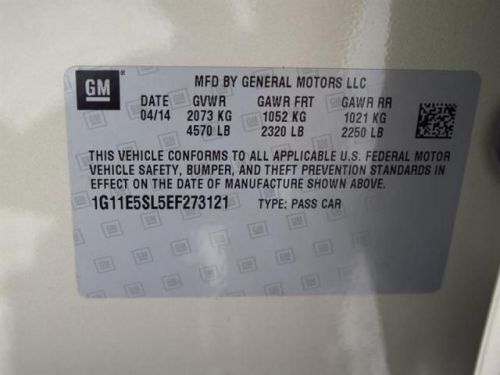 GM
MFD BY GENERAL MOTORS LLC
DATE GVWR GAWR FRT GAWR RR
04/14 2073 KG 1052 KG 1021 KG
4570 LB 2320 LB 2250 LB
THIS VEHICLE CONFORMS TO ALL APPLICABLE U.S. FEDERAL MOTOR
VEHICLE SAFETY, BUMPER, AND THEFT PREVENTION STANDARDS IN
EFFECT ON THE DATE OF MANUFACTURE SHOWN ABOVE.
1G11E5SL5EF273121 TYPE: PASS CAR